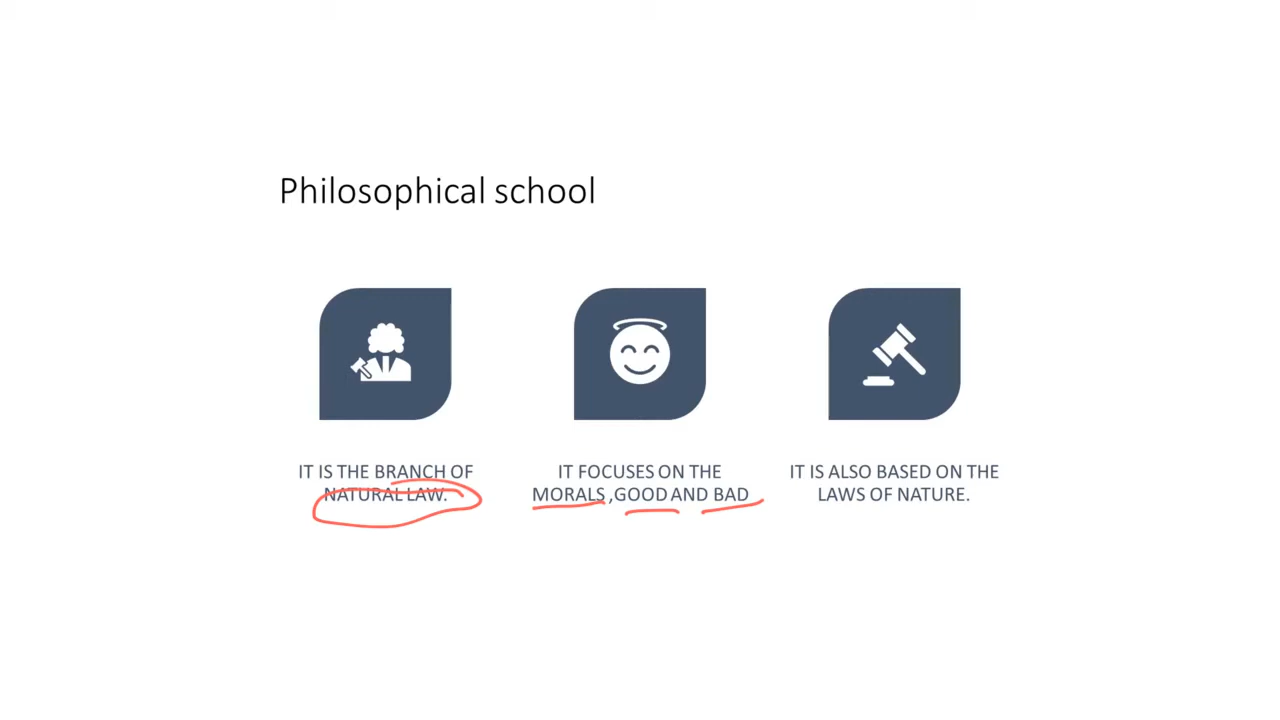 Philosophical school
IT IS THE BRANCH OF
NATURAL LAW.
IT FOCUSES ON THE
MORALS ,GOOD AND BAD
IT IS ALSO BASED ON THE
LAWS OF NATURE.